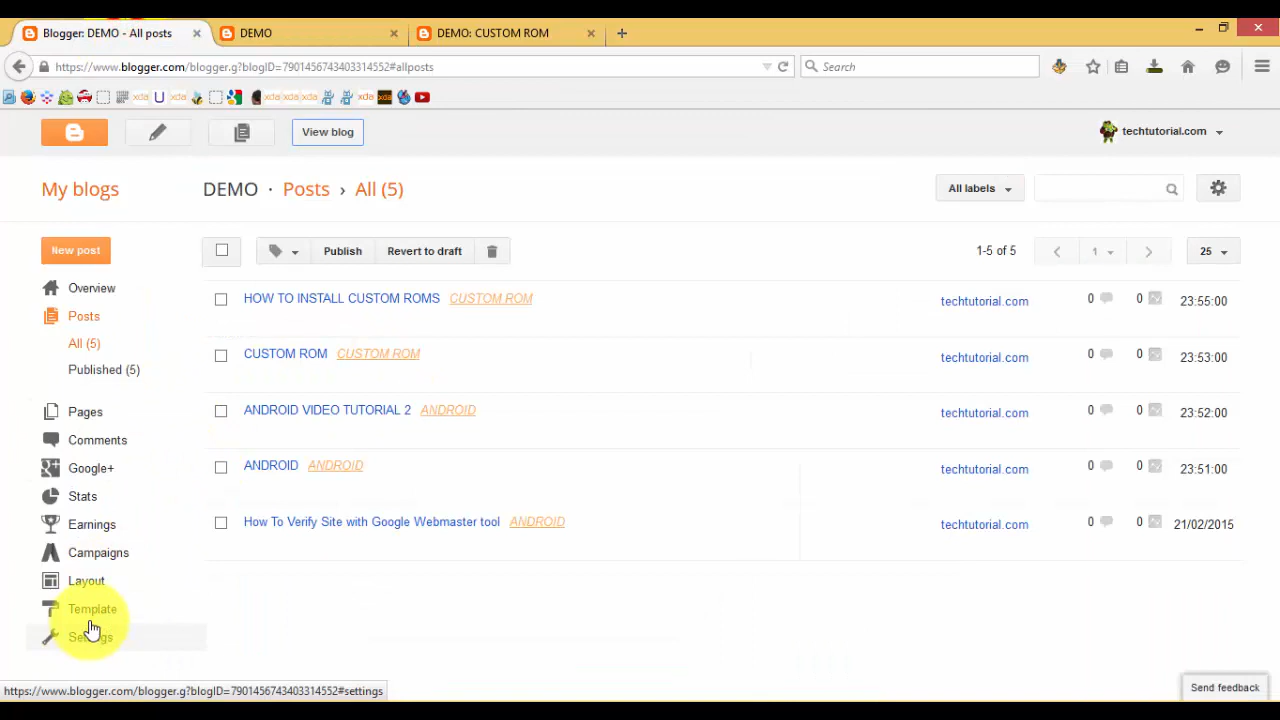 Blogger: DEMO - All posts
DEMO
DEMO: CUSTOM ROM
https://www.blogger.com/blogger.g?blogID=7901456743403314552#allposts
Search
View blog
techtutorial.com
My blogs
DEMO · Posts › All (5)
All labels
New post
Publish
Revert to draft
1-5 of 5
1
25
Overview
Posts
All (5)
Published (5)
Pages
Comments
Google+
Stats
Earnings
Campaigns
Layout
Template
Settings
HOW TO INSTALL CUSTOM ROMS CUSTOM ROM techtutorial.com 0 0 23:55:00
CUSTOM ROM CUSTOM ROM techtutorial.com 0 0 23:53:00
ANDROID VIDEO TUTORIAL 2 ANDROID techtutorial.com 0 0 23:52:00
ANDROID ANDROID techtutorial.com 0 0 23:51:00
How To Verify Site with Google Webmaster tool ANDROID techtutorial.com 0 0 21/02/2015
https://www.blogger.com/blogger.g?blogID=7901456743403314552#settings
Send feedback